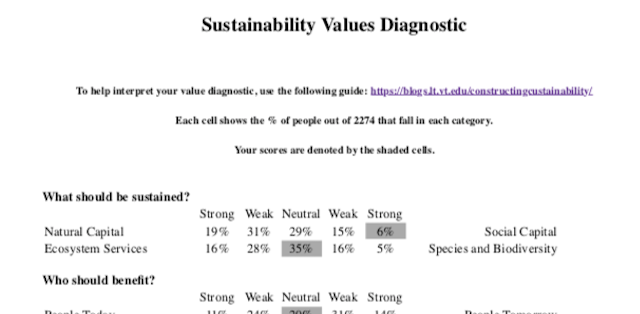 Sustainability Values Diagnostic
To help interpret your value diagnostic, use the following guide: https://blogs.lt.vt.edu/constructingsustainability/
Each cell shows the % of people out of 2274 that fall in each category.
Your scores are denoted by the shaded cells.
What should be sustained?
Strong Weak Neutral Weak Strong
Natural Capital 19% 31% 29% 15% 6% Social Capital
Ecosystem Services 16% 28% 35% 16% 5% Species and Biodiversity
Who should benefit?
Strong Weak Neutral Weak Strong
People Today People Tomorrow